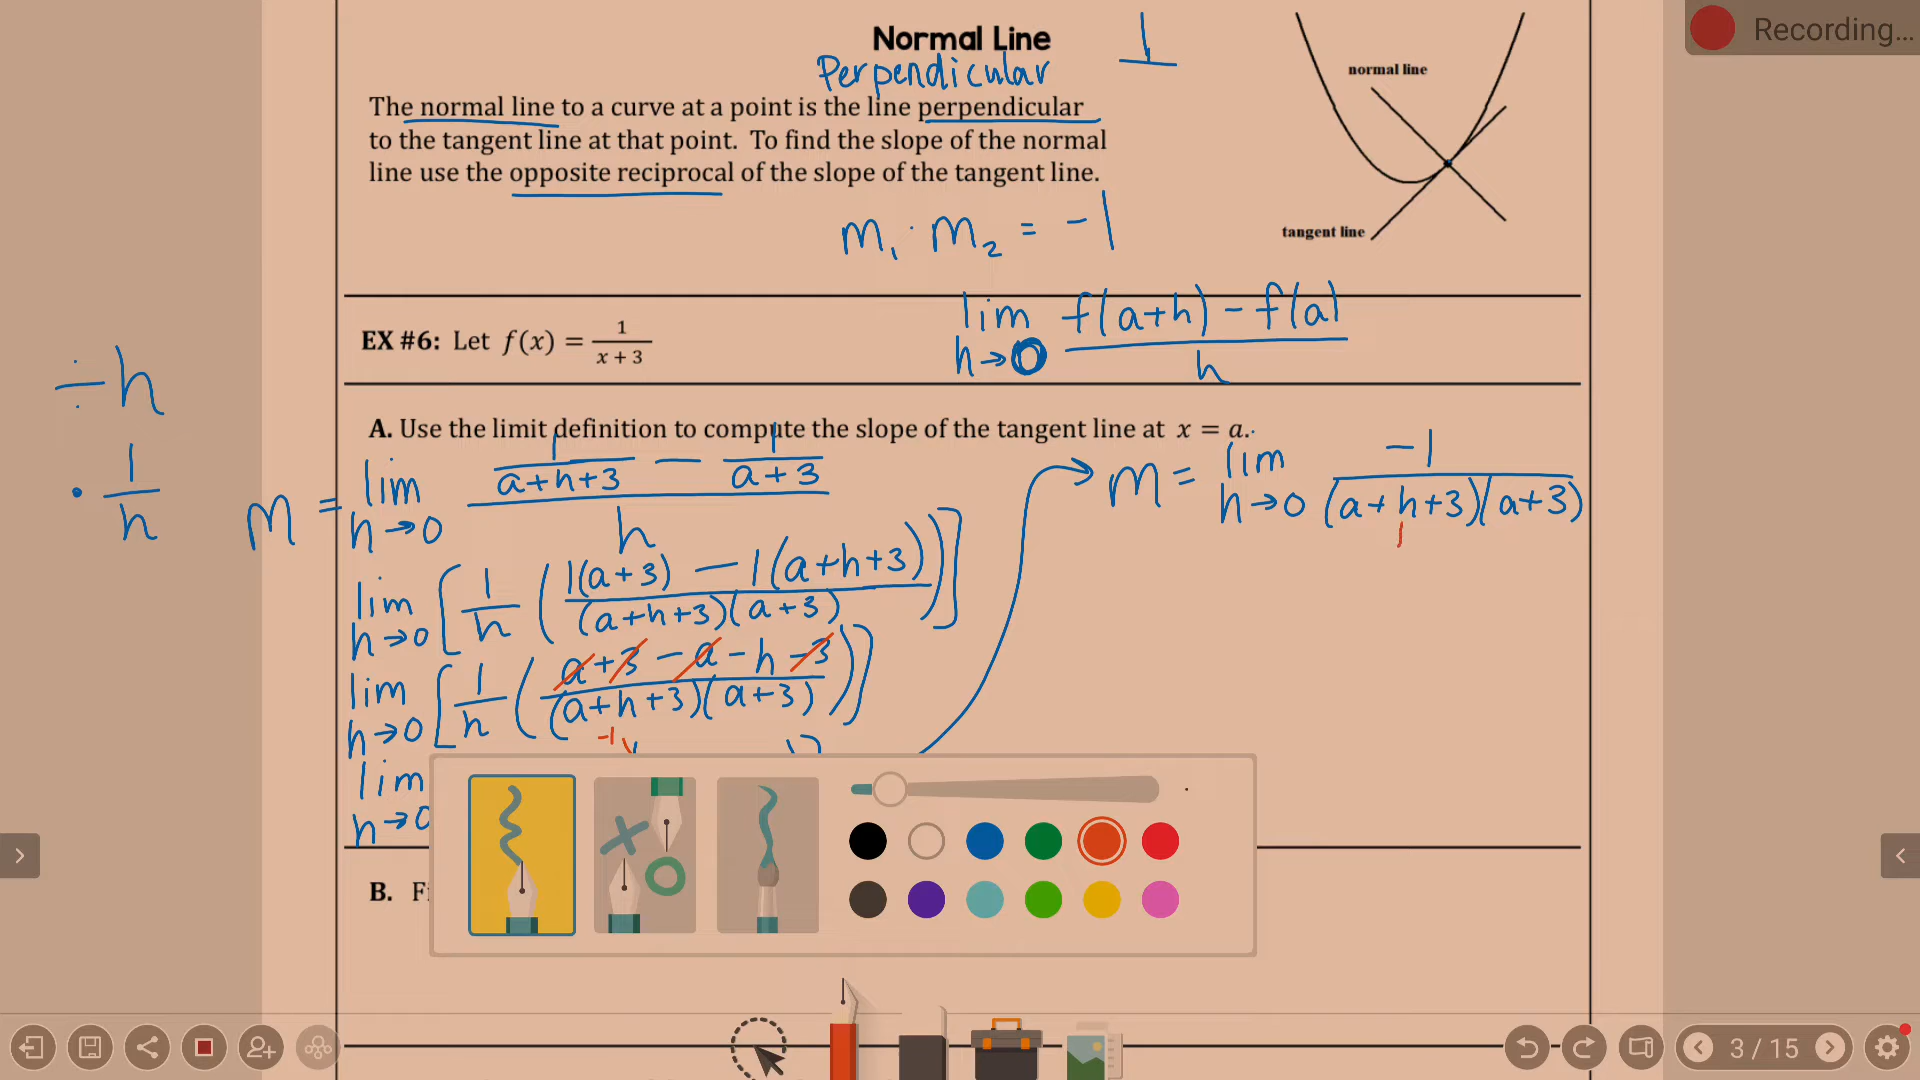 Normal Line
Perpendicular ⊥
Recording...
The normal line to a curve at a point is the line perpendicular
to the tangent line at that point. To find the slope of the normal
line use the opposite reciprocal of the slope of the tangent line.
m₁ · m₂ = -1
normal line
tangent line
EX #6: Let f(x) = 1/(x + 3)
lim h→0 (f(a+h) - f(a))/h
÷h
· 1/h
A. Use the limit definition to compute the slope of the tangent line at x = a.
m = lim h→0 (1/(a+h+3) - 1/(a+3))/h
lim h→0 [1/h ((1(a+3) - 1(a+h+3))/((a+h+3)(a+3)))]
lim h→0 [1/h ((a+3-a-h-3)/((a+h+3)(a+3)))]
-1
lim h→0
m = lim h→0 -1/((a+h+3)(a+3))
B.
3 / 15